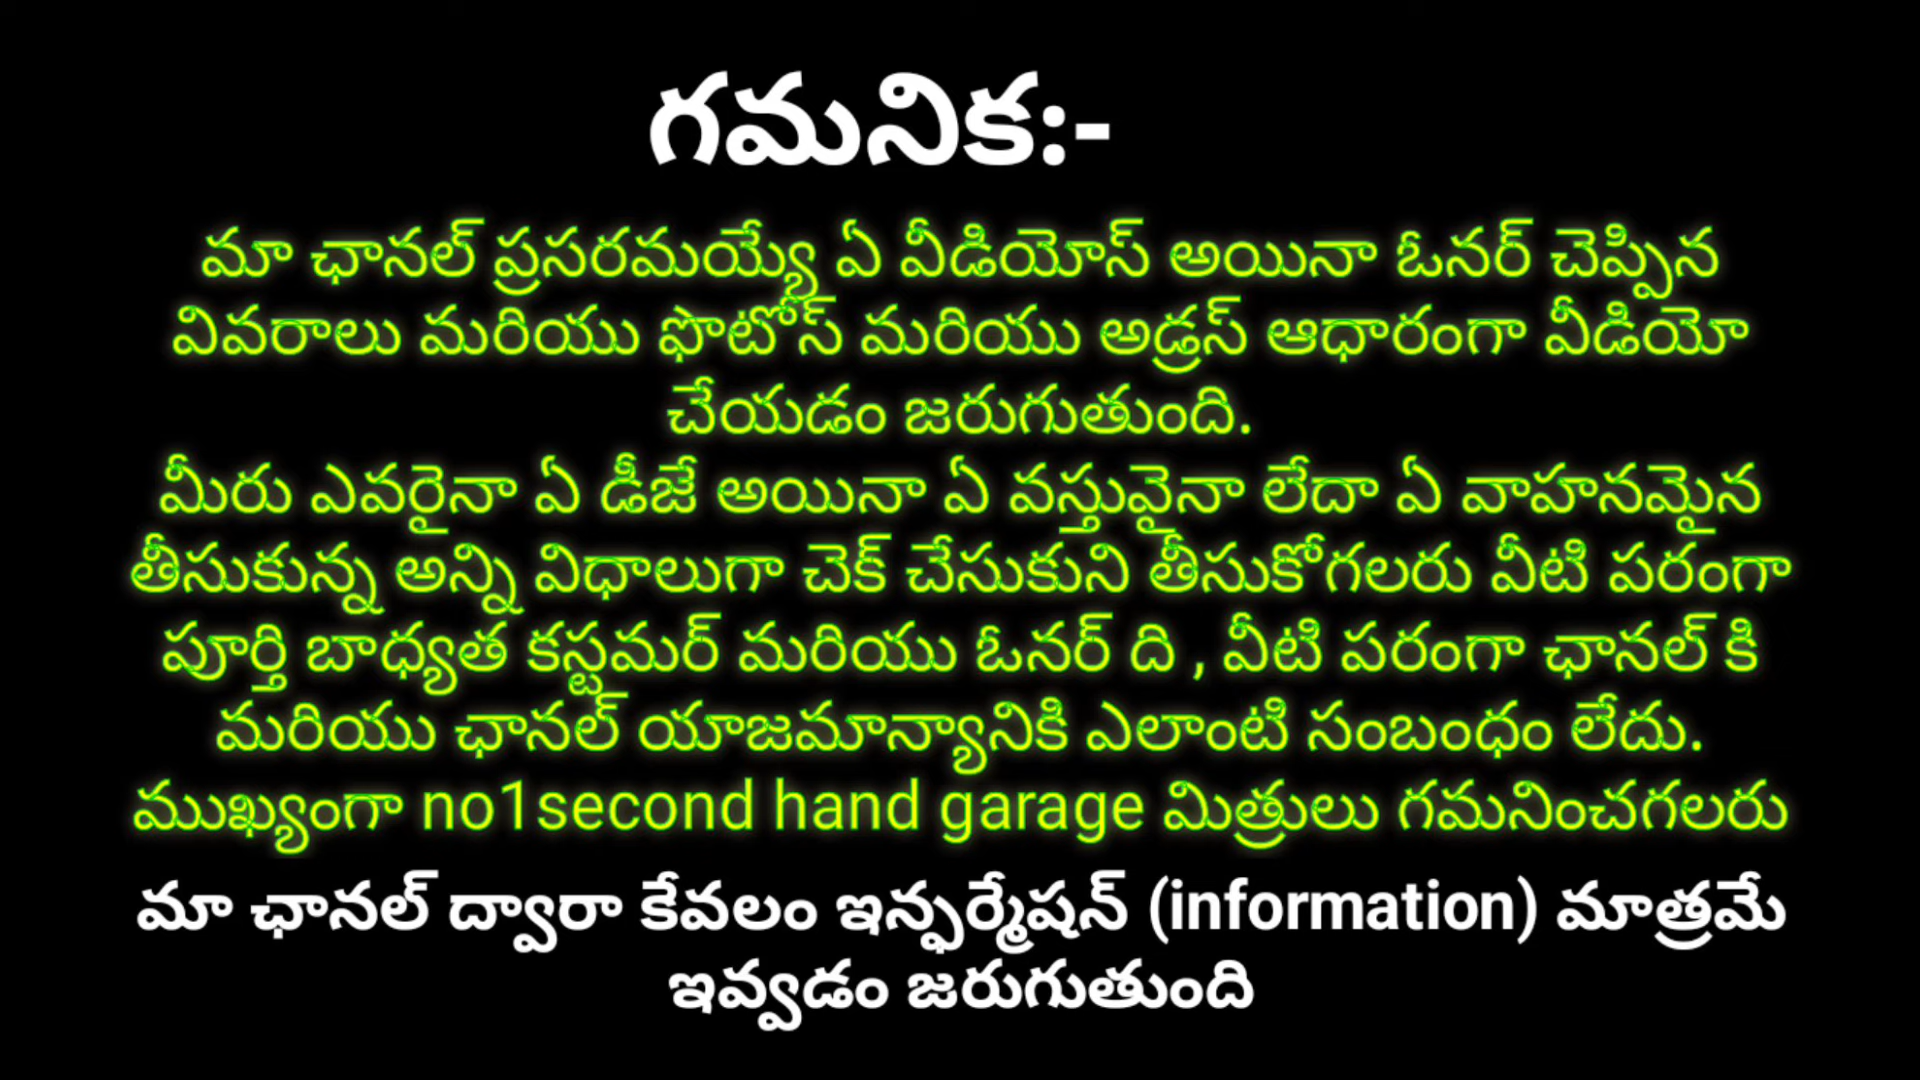 గమనిక:-
మా ఛానల్ ప్రసరమయ్యే ఏ వీడియోస్ అయినా ఓనర్ చెప్పిన
వివరాలు మరియు ఫొటోస్ మరియు అడ్రస్ ఆధారంగా వీడియో
చేయడం జరుగుతుంది.
మీరు ఎవరైనా ఏ డీజే అయినా ఏ వస్తువైనా లేదా ఏ వాహనమైన
తీసుకున్న అన్ని విధాలుగా చెక్ చేసుకుని తీసుకోగలరు వీటి పరంగా
పూర్తి బాధ్యత కస్టమర్ మరియు ఓనర్ ది , వీటి పరంగా ఛానల్ కి
మరియు ఛానల్ యాజమాన్యానికి ఎలాంటి సంబంధం లేదు.
ముఖ్యంగా no1second hand garage మిత్రులు గమనించగలరు
మా ఛానల్ ద్వారా కేవలం ఇన్ఫర్మేషన్ (information) మాత్రమే
ఇవ్వడం జరుగుతుంది